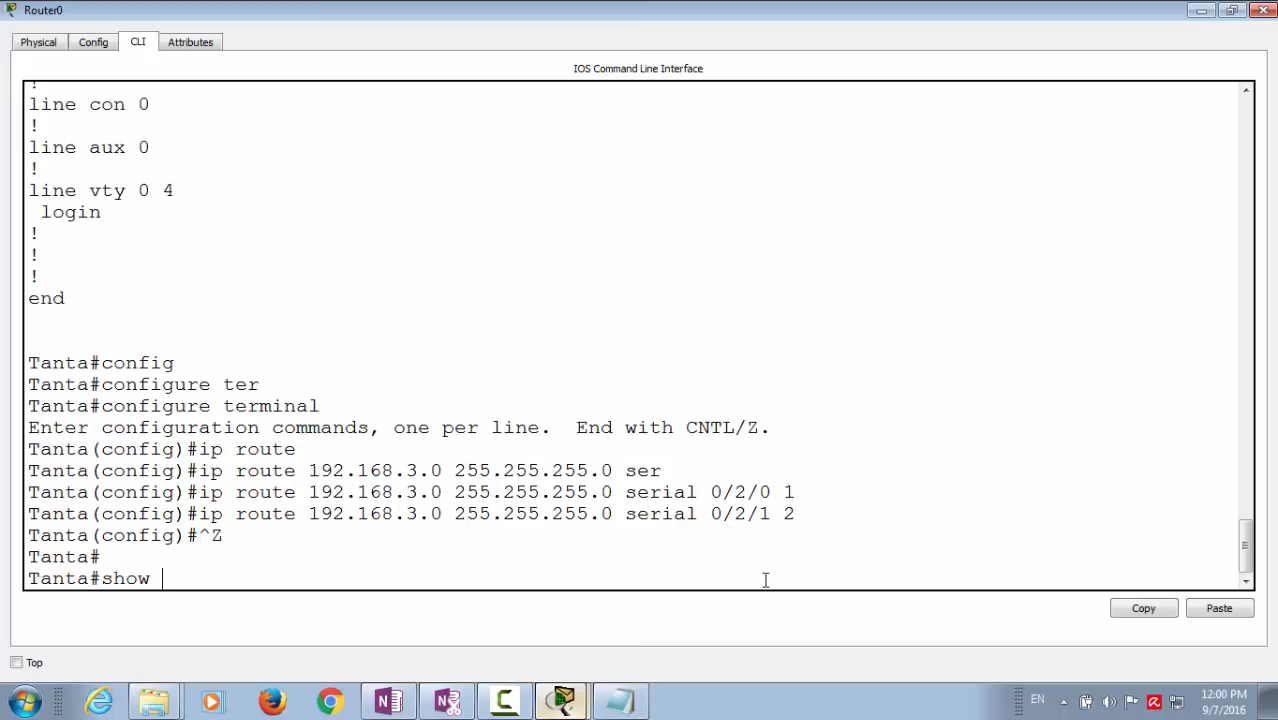 Router0
Physical Config CLI Attributes
IOS Command Line Interface
!
line con 0
!
line aux 0
!
line vty 0 4
login
!
!
!
end
Tanta#config
Tanta#configure ter
Tanta#configure terminal
Enter configuration commands, one per line. End with CNTL/Z.
Tanta(config)#ip route
Tanta(config)#ip route 192.168.3.0 255.255.255.0 ser
Tanta(config)#ip route 192.168.3.0 255.255.255.0 serial 0/2/0 1
Tanta(config)#ip route 192.168.3.0 255.255.255.0 serial 0/2/1 2
Tanta(config)#^Z
Tanta#
Tanta#show
Copy Paste
Top
EN 12:00 PM
9/7/2016